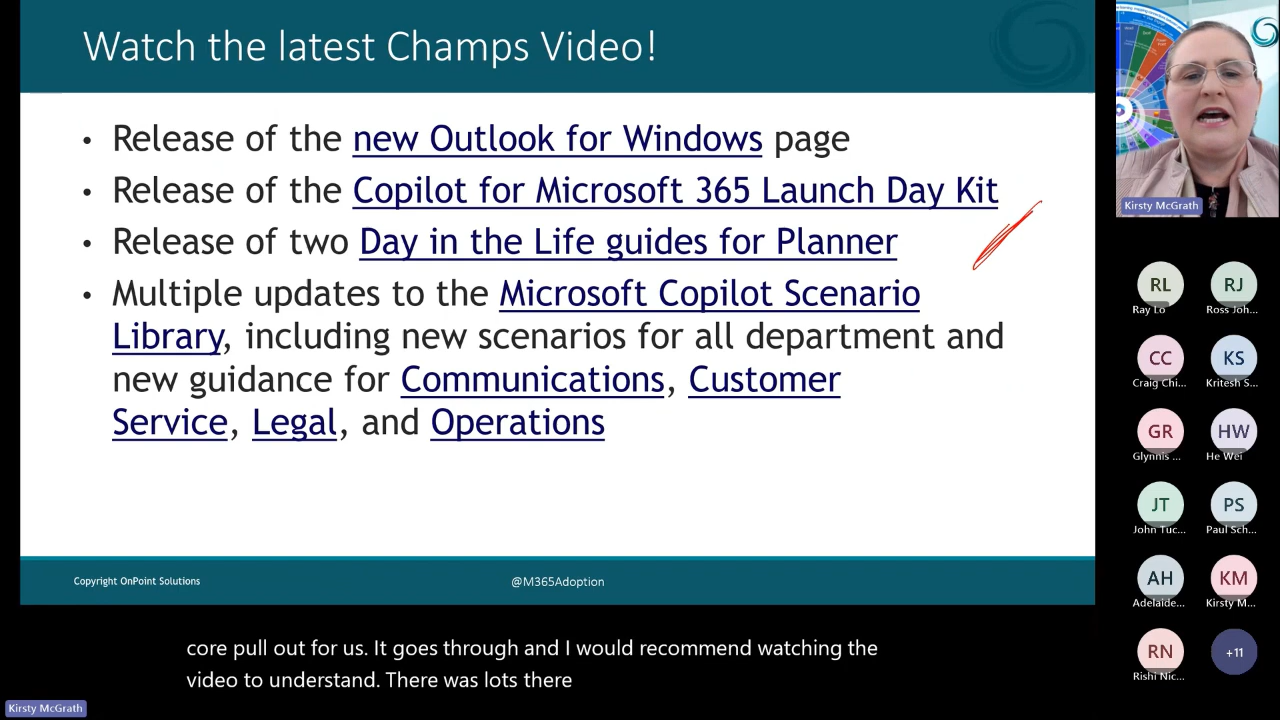 Watch the latest Champs Video!
• Release of the new Outlook for Windows page
• Release of the Copilot for Microsoft 365 Launch Day Kit
• Release of two Day in the Life guides for Planner
• Multiple updates to the Microsoft Copilot Scenario
Library, including new scenarios for all department and
new guidance for Communications, Customer
Service, Legal, and Operations
Copyright OnPoint Solutions
@M365Adoption
core pull out for us. It goes through and I would recommend watching the
video to understand. There was lots there
Kirsty McGrath
Kirsty McGrath
RL
Ray Lo
RJ
Ross Joh...
CC
Craig Chi...
KS
Kritesh S...
GR
Glynnis ...
HW
He Wei
JT
John Tuc...
PS
Paul Sch...
AH
Adelaide...
KM
Kirsty M...
RN
Rishi Nic...
+11